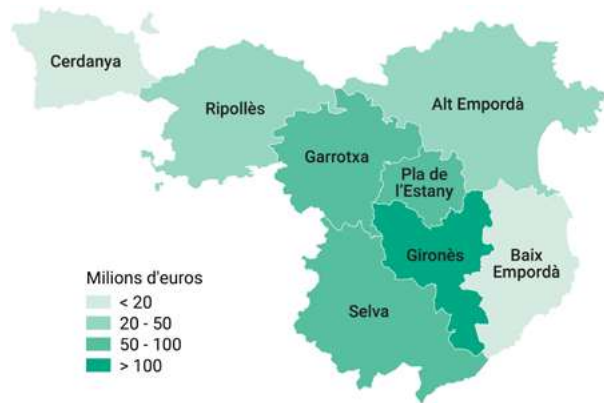 Cerdanya
Ripollès
Alt Empordà
Garrotxa
Pla de
l'Estany
Gironès
Baix
Empordà
Selva
Milions d'euros
< 20
20 - 50
50 - 100
> 100